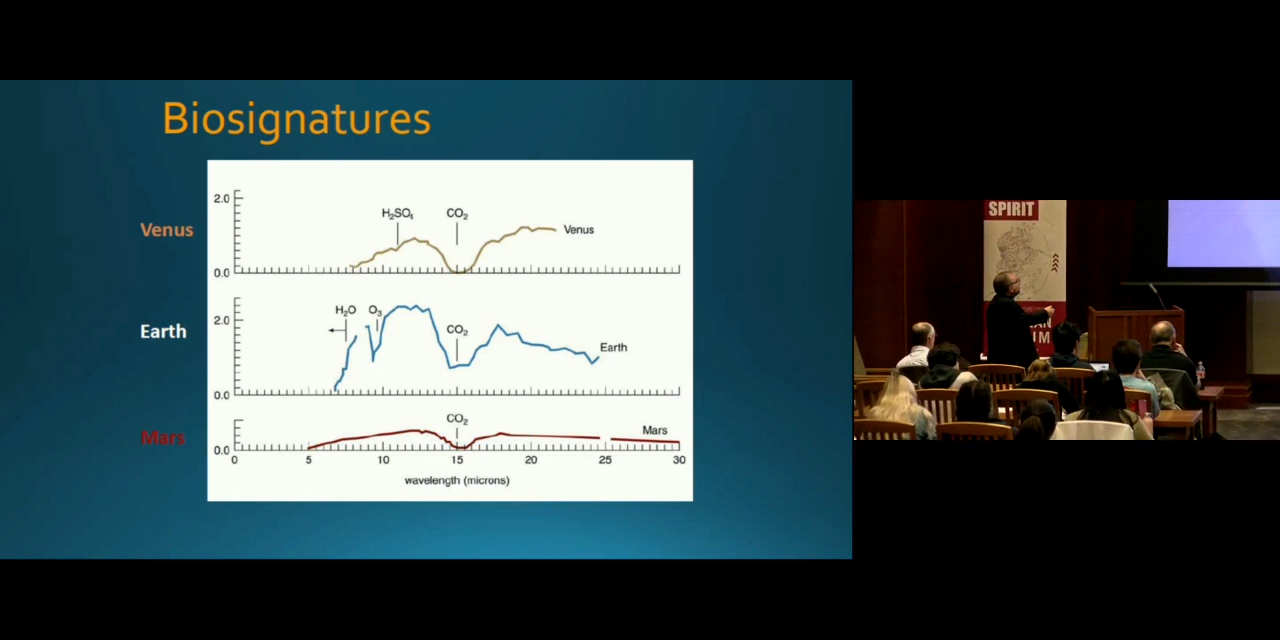 Biosignatures
Venus
Earth
Mars
2.0
H₂SO₄
CO₂
Venus
0.0
H₂O
O₃
2.0
CO₂
Earth
0.0
CO₂
Mars
0.0
0
5
10
15
20
25
30
wavelength (microns)
SPIRIT